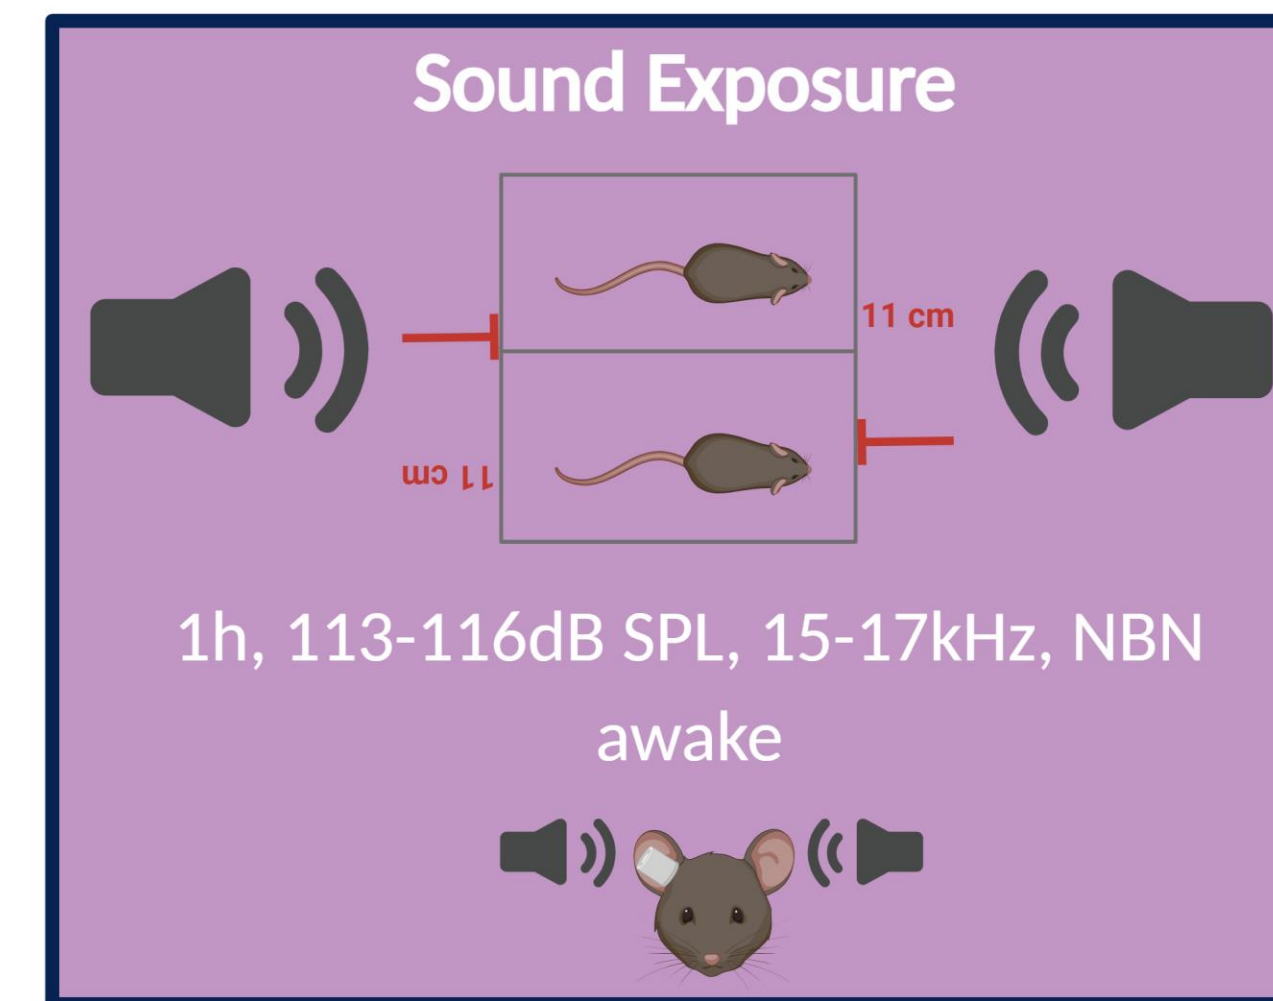 Sound Exposure
11 cm
11 cm
1h, 113-116dB SPL, 15-17kHz, NBN
awake